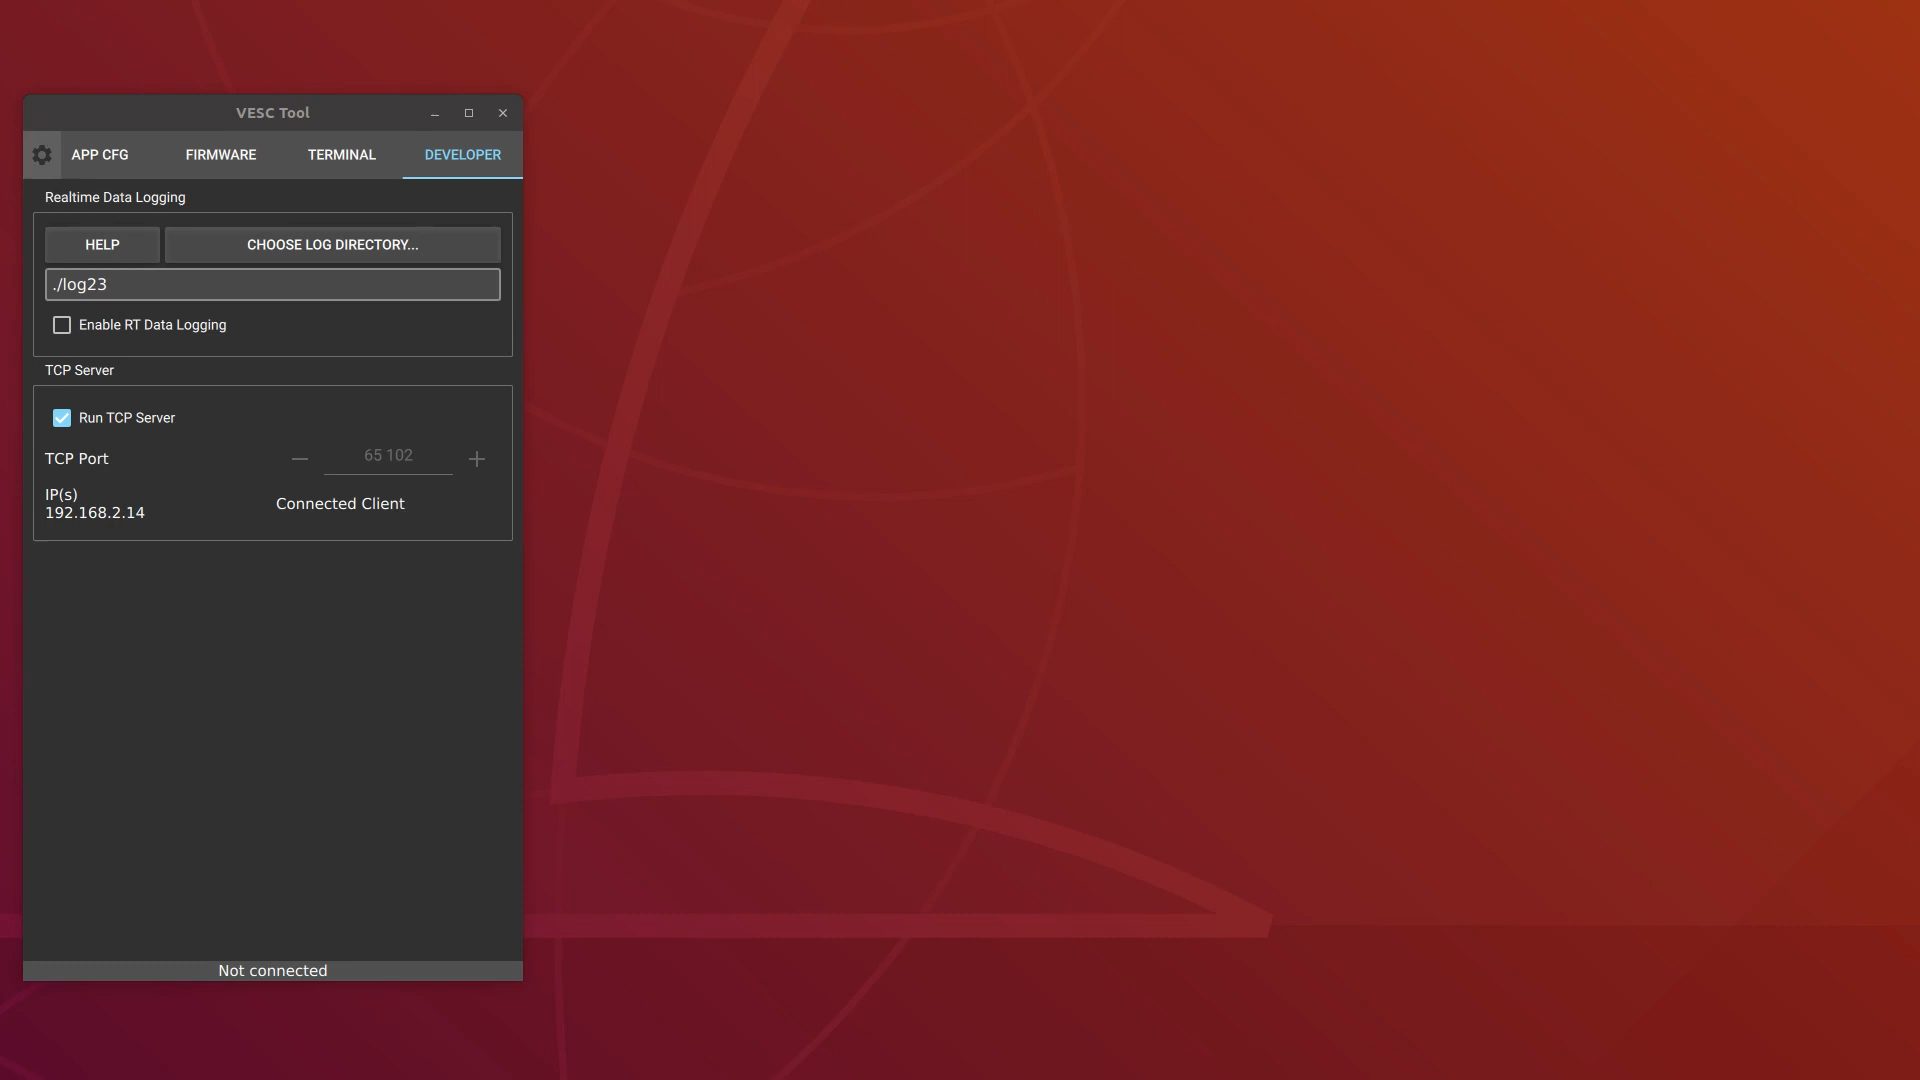 VESC Tool
APP CFG FIRMWARE TERMINAL DEVELOPER
Realtime Data Logging
HELP CHOOSE LOG DIRECTORY...
./log23
Enable RT Data Logging
TCP Server
Run TCP Server
TCP Port 65 102
IP(s)
192.168.2.14
Connected Client
Not connected